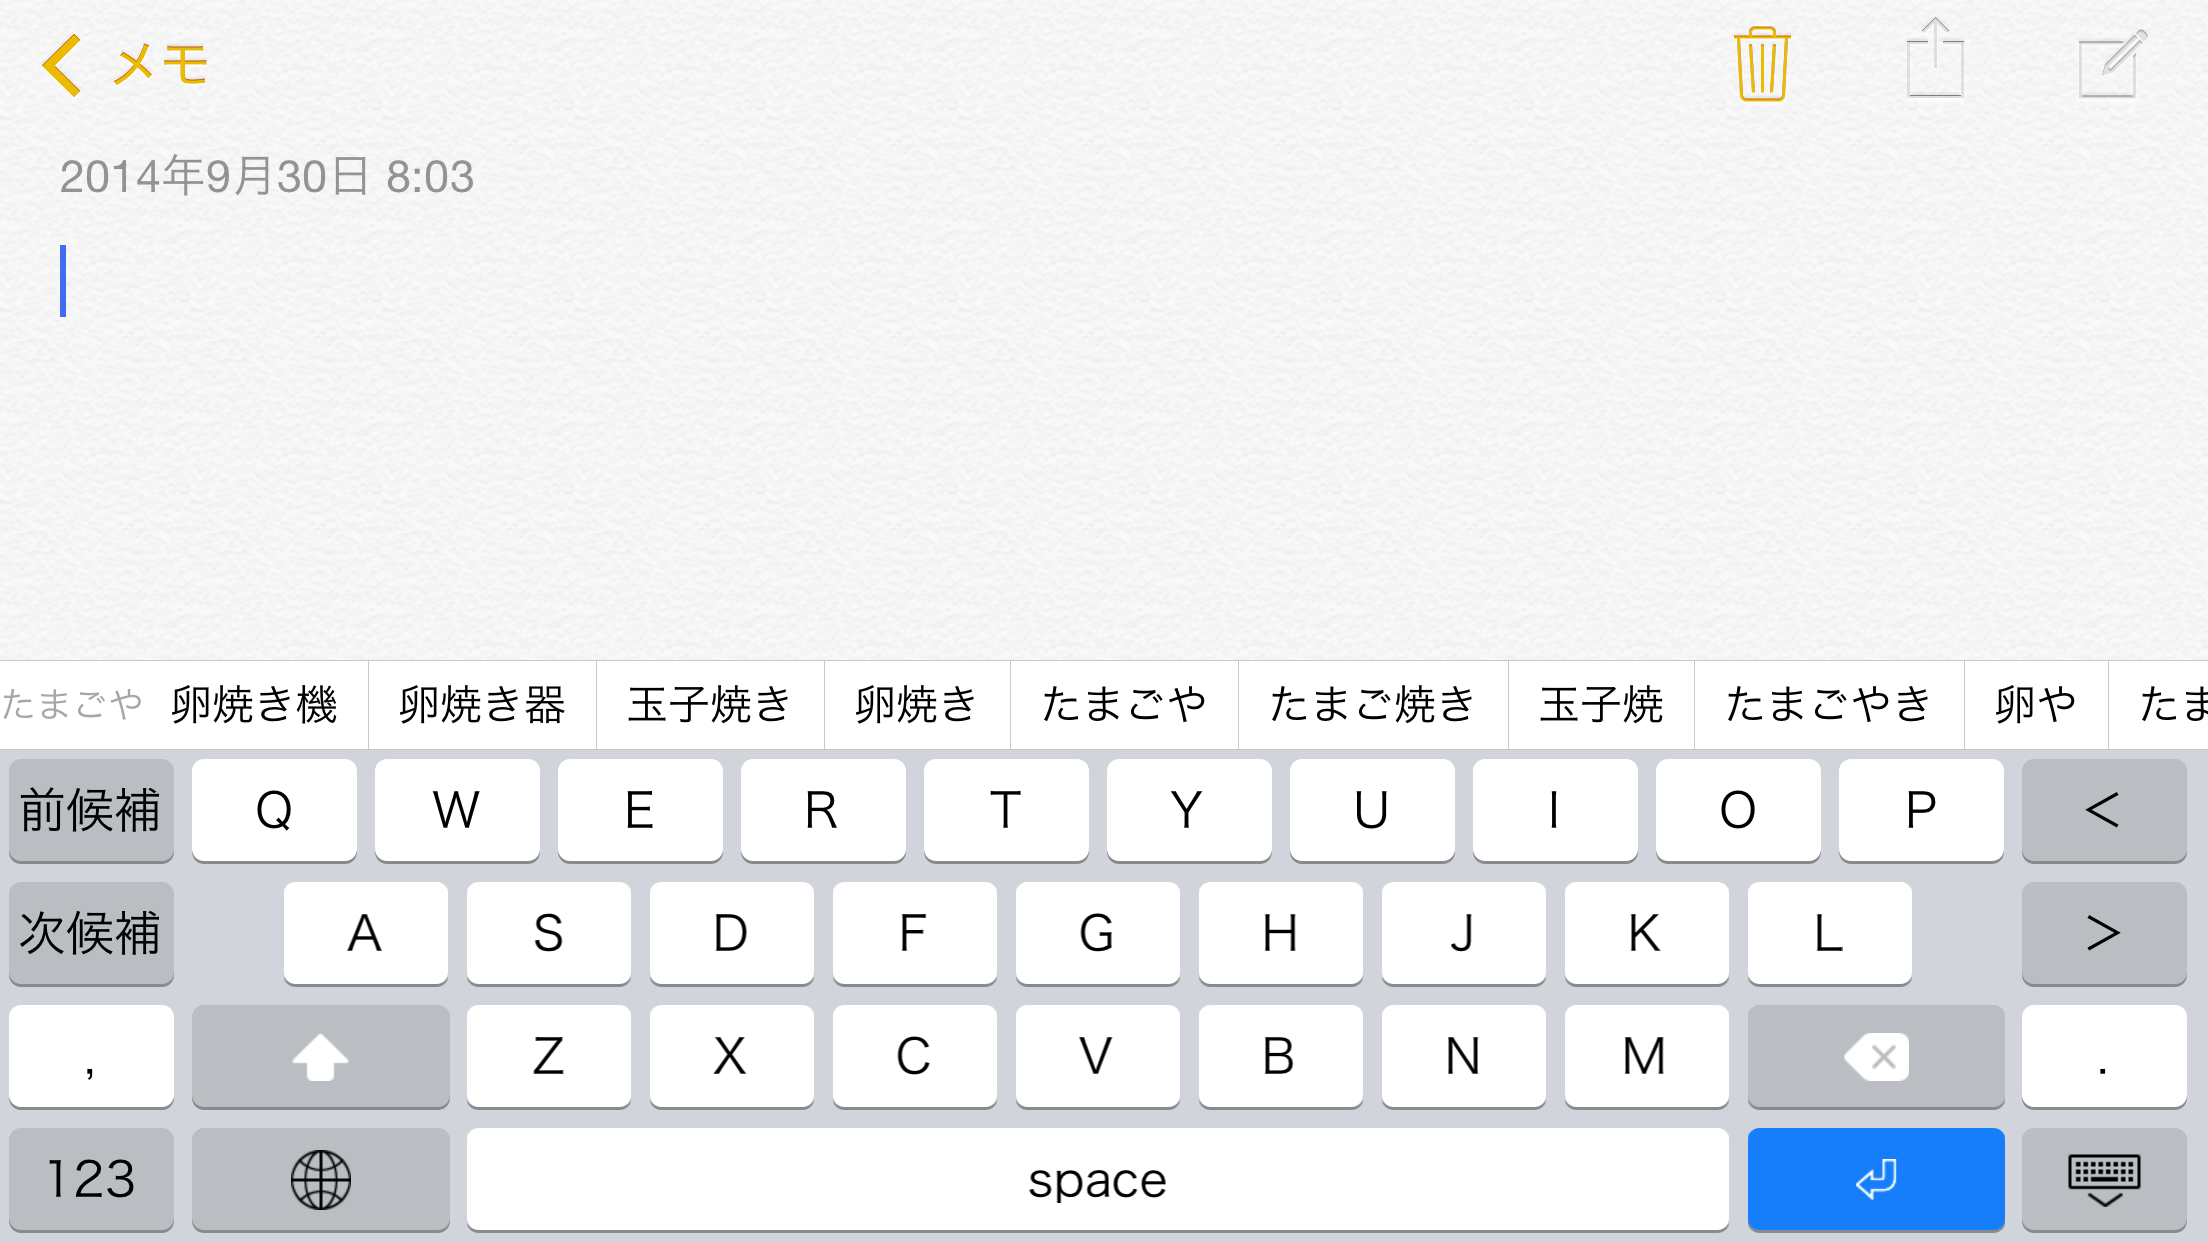 メモ
2014年9月30日 8:03
たまごや 卵焼き機 卵焼き器 玉子焼き 卵焼き たまごや たまご焼き 玉子焼 たまごやき 卵や たま
前候補 Q W E R T Y U I O P <
次候補 A S D F G H J K L >
, Z X C V B N M .
123 space